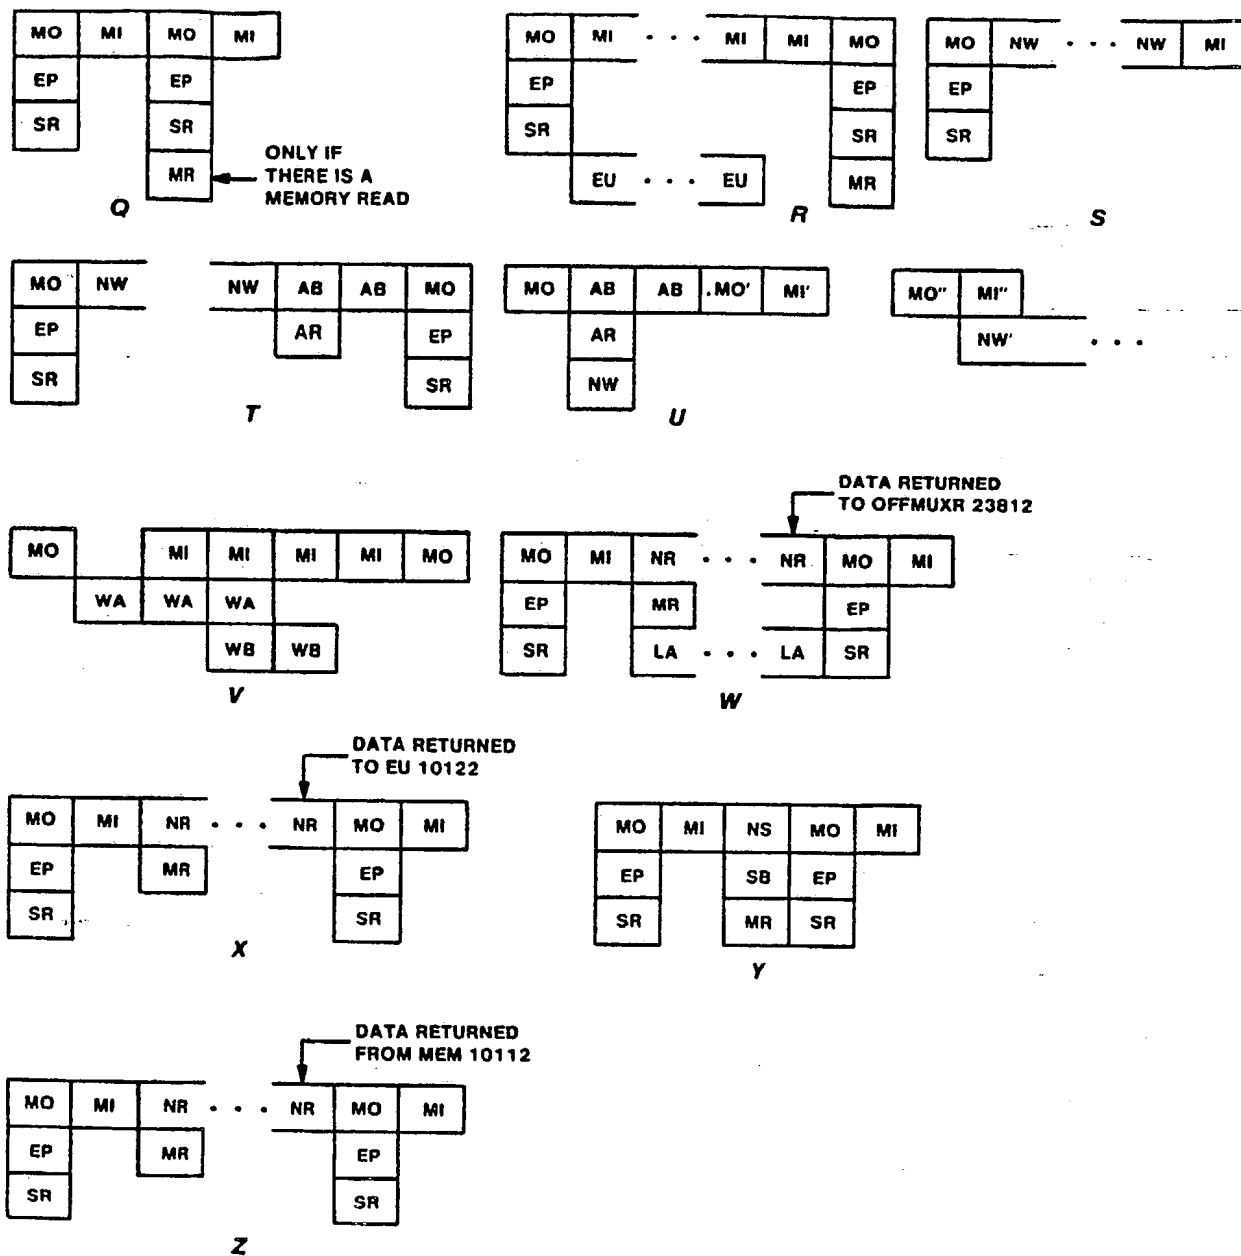 MO MI MO MI
EP EP
SR SR
MR
ONLY IF
THERE IS A
MEMORY READ
Q
MO MI · · · MI MI MO
EP EP
SR SR
EU · · · EU MR
R
MO NW · · · NW MI
EP
SR
S
MO NW NW AB AB MO
EP AR EP
SR SR
T
MO AB AB .MO' MI'
AR
NW
U
MO" MI"
NW' · · ·
MO MI MI MI MI MO
WA WA WA
WB WB
V
DATA RETURNED
TO OFFMUXR 23812
MO MI NR · · · NR MO MI
EP MR EP
SR LA · · · LA SR
W
DATA RETURNED
TO EU 10122
MO MI NR · · · NR MO MI
EP MR EP
SR SR
X
MO MI NS MO MI
EP SB EP
SR MR SR
Y
DATA RETURNED
FROM MEM 10112
MO MI NR · · · NR MO MI
EP MR EP
SR SR
Z